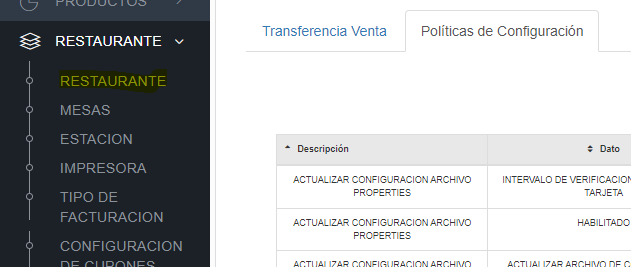 PRODUCTOS
RESTAURANTE
RESTAURANTE
MESAS
ESTACION
IMPRESORA
TIPO DE
FACTURACION
CONFIGURACION
DE CUPONES
Transferencia Venta
Políticas de Configuración
Descripción
Dato
ACTUALIZAR CONFIGURACION ARCHIVO
PROPERTIES
INTERVALO DE VERIFICACION
TARJETA
ACTUALIZAR CONFIGURACION ARCHIVO
PROPERTIES
HABILITADO
ACTUALIZAR CONFIGURACION ARCHIVO
ACTUALIZAR ARCHIVO DE C